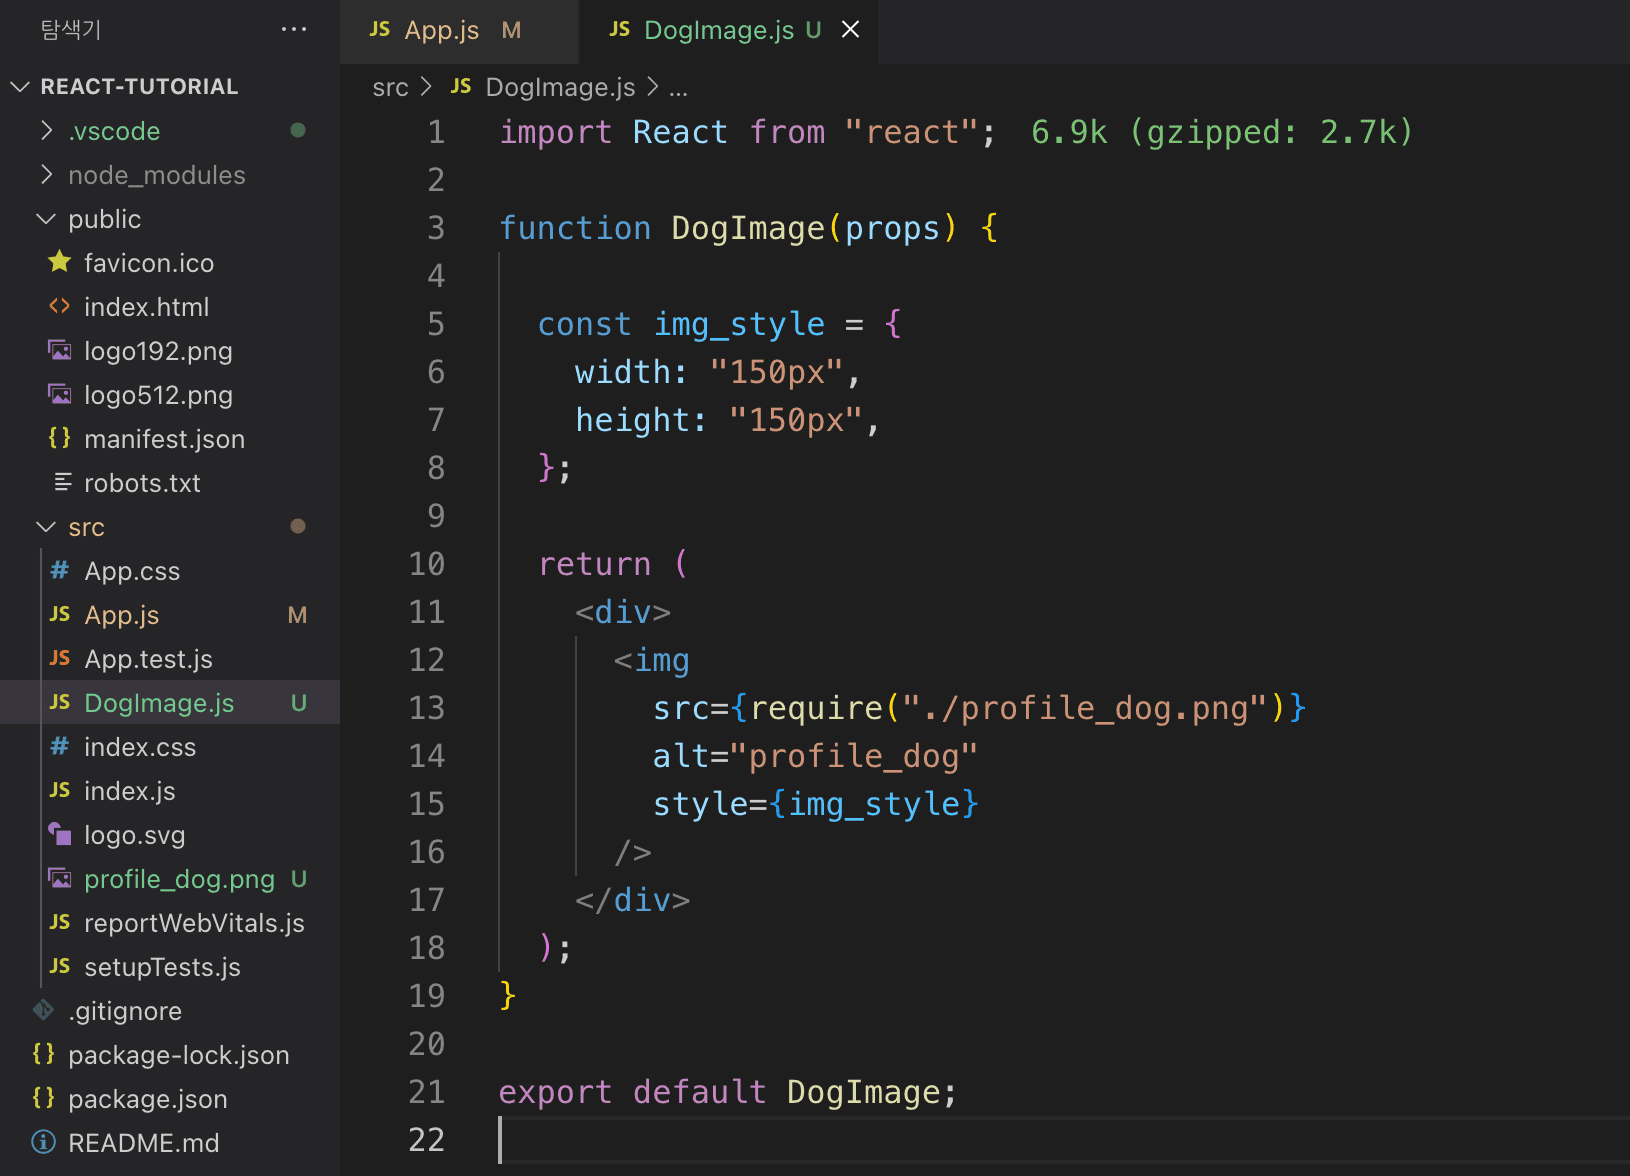 탐색기 ...
REACT-TUTORIAL
.vscode
node_modules
public
favicon.ico
<> index.html
logo192.png
logo512.png
{} manifest.json
robots.txt
src
# App.css
JS App.js M
JS App.test.js
JS DogImage.js U
# index.css
JS index.js
logo.svg
profile_dog.png U
JS reportWebVitals.js
JS setupTests.js
.gitignore
{} package-lock.json
{} package.json
README.md
JS App.js M
JS DogImage.js U
src > JS DogImage.js > ...
1 import React from "react"; 6.9k (gzipped: 2.7k)
2
3 function DogImage(props) {
4
5 const img_style = {
6 width: "150px",
7 height: "150px",
8 };
9
10 return (
11 <div>
12 <img
13 src={require("./profile_dog.png")}
14 alt="profile_dog"
15 style={img_style}
16 />
17 </div>
18 );
19 }
20
21 export default DogImage;
22